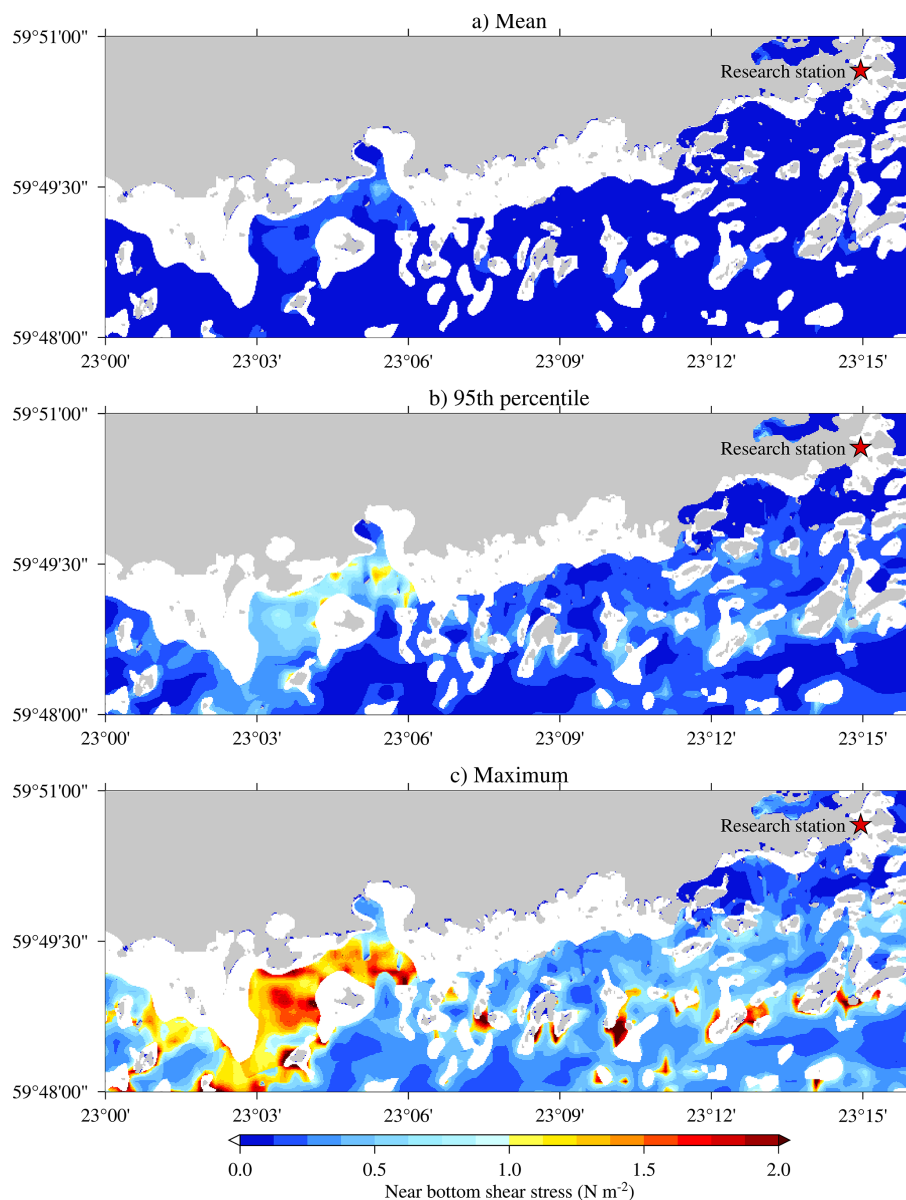 a) Mean
59°51'00"
Research station
59°49'30"
59°48'00"
23°00' 23°03' 23°06' 23°09' 23°12' 23°15'
b) 95th percentile
59°51'00"
Research station
59°49'30"
59°48'00"
23°00' 23°03' 23°06' 23°09' 23°12' 23°15'
c) Maximum
59°51'00"
Research station
59°49'30"
59°48'00"
23°00' 23°03' 23°06' 23°09' 23°12' 23°15'
0.0 0.5 1.0 1.5 2.0
Near bottom shear stress (N m⁻²)